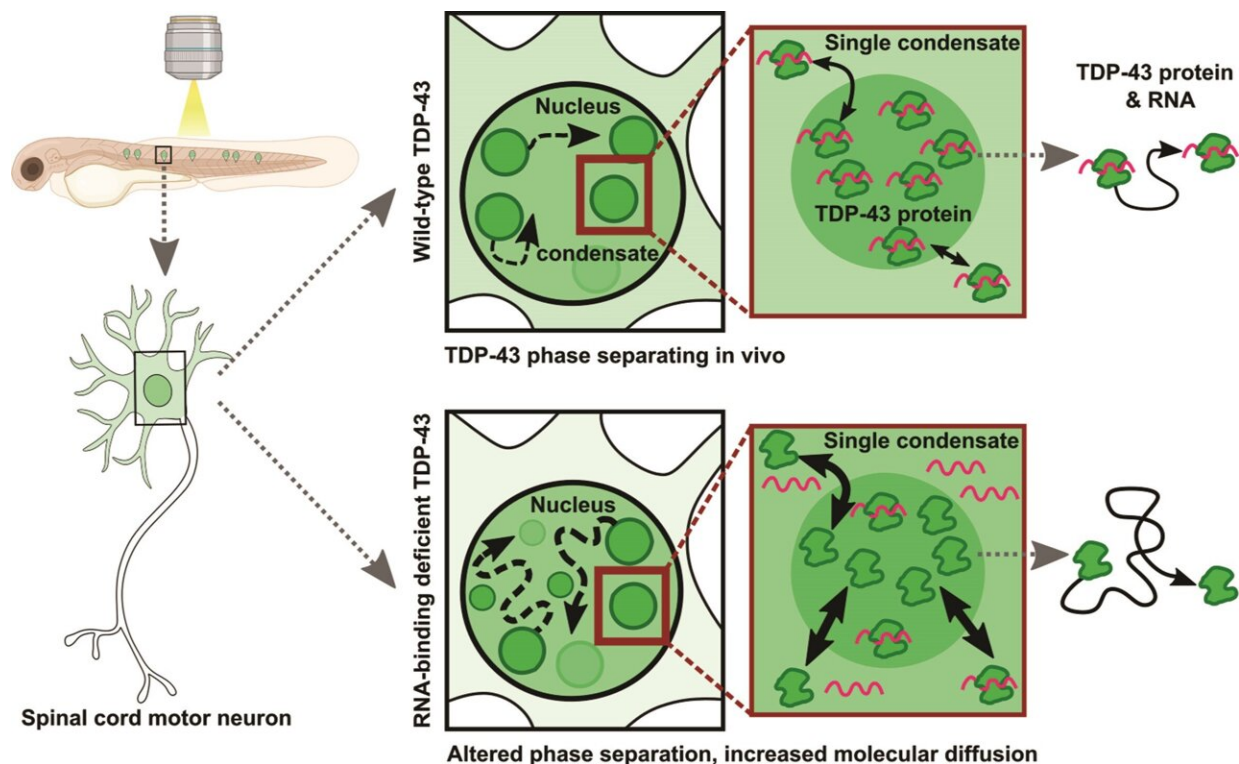 Wild-type TDP-43
Nucleus
condensate
Single condensate
TDP-43 protein
TDP-43 protein
& RNA
TDP-43 phase separating in vivo
Spinal cord motor neuron
RNA-binding deficient TDP-43
Nucleus
Single condensate
Altered phase separation, increased molecular diffusion